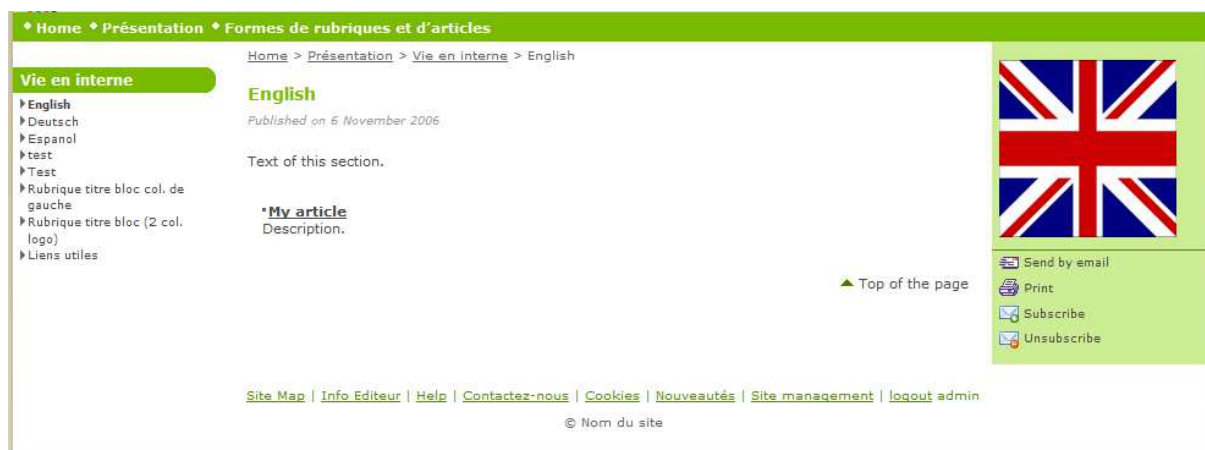 Home Présentation Formes de rubriques et d'articles
Home > Présentation > Vie en interne > English
Vie en interne
English
Deutsch
Espanol
test
Test
Rubrique titre bloc col. de
gauche
Rubrique titre bloc (2 col.
logo)
Liens utiles
English
Published on 6 November 2006
Text of this section.
My article
Description.
Top of the page
Send by email
Print
Subscribe
Unsubscribe
Site Map | Info Editeur | Help | Contactez-nous | Cookies | Nouveautés | Site management | logout admin
© Nom du site